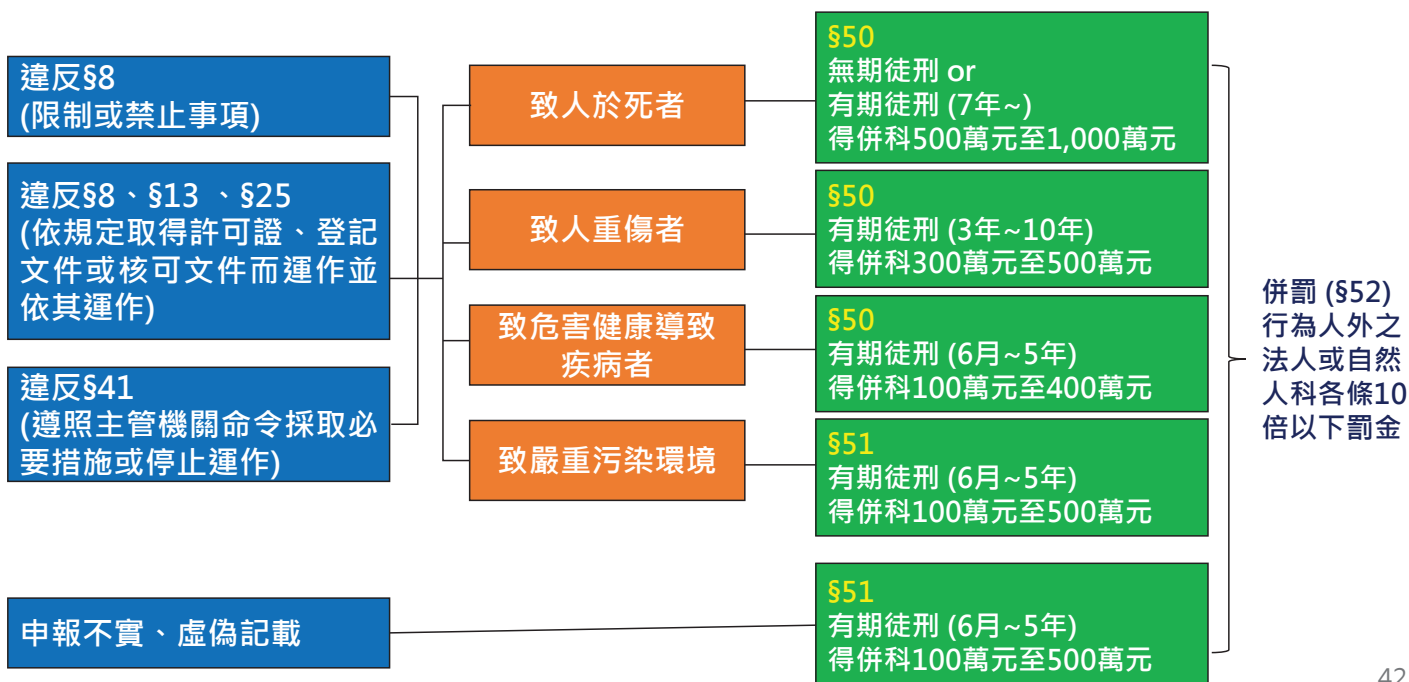 違反§8
(限制或禁止事項)
違反§8、§13 、§25
(依規定取得許可證、登記
文件或核可文件而運作並
依其運作)
違反§41
(遵照主管機關命令採取必
要措施或停止運作)
申報不實、虛偽記載
致人於死者
致人重傷者
致危害健康導致
疾病者
致嚴重污染環境
§50
無期徒刑 or
有期徒刑 (7年~)
得併科500萬元至1,000萬元
§50
有期徒刑 (3年~10年)
得併科300萬元至500萬元
§50
有期徒刑 (6月~5年)
得併科100萬元至400萬元
§51
有期徒刑 (6月~5年)
得併科100萬元至500萬元
§51
有期徒刑 (6月~5年)
得併科100萬元至500萬元
併罰 (§52)
行為人外之
法人或自然
人科各條10
倍以下罰金
42